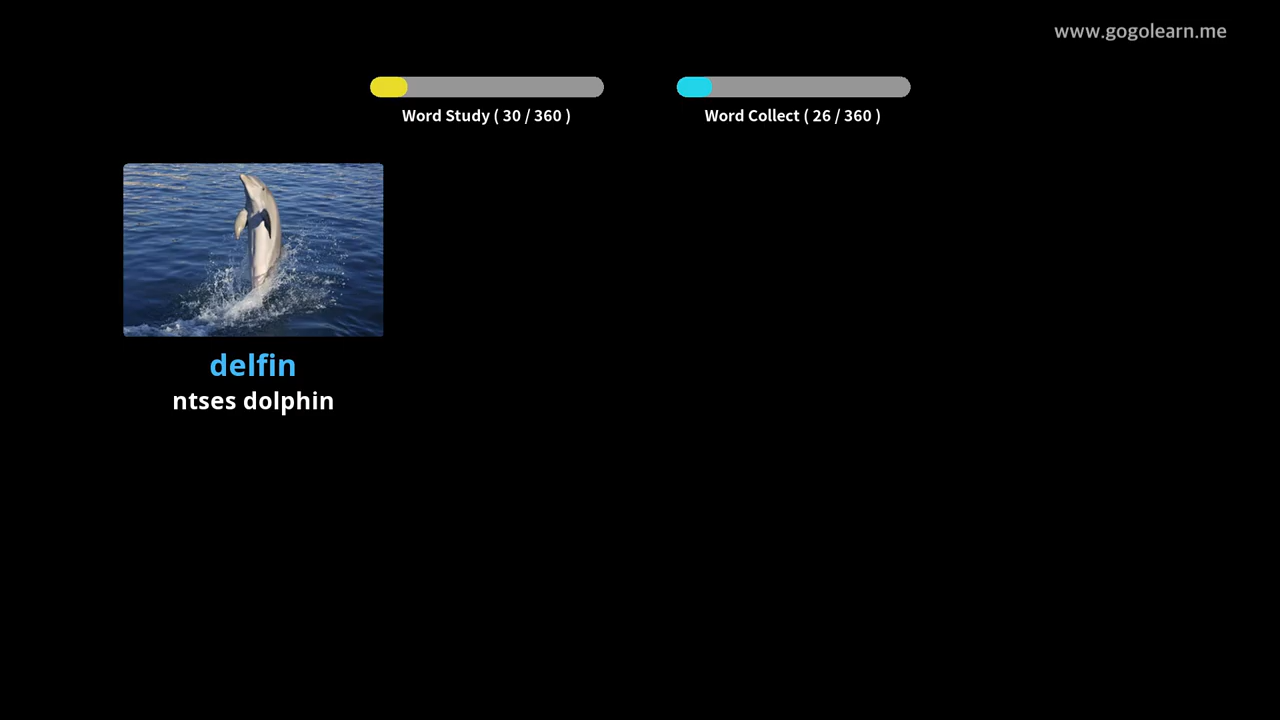 www.gogolearn.me
Word Study ( 30 / 360 )
Word Collect ( 26 / 360 )
delfin
ntses dolphin